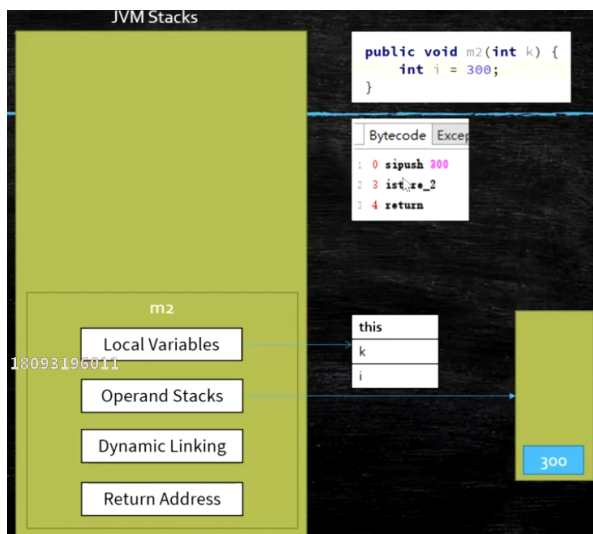 JVM Stacks
public void m2(int k) {
int i = 300;
}
Bytecode Excep
1 0 sipush 300
2 3 istore_2
3 4 return
m2
Local Variables
18093196011
Operand Stacks
Dynamic Linking
Return Address
this
k
i
300